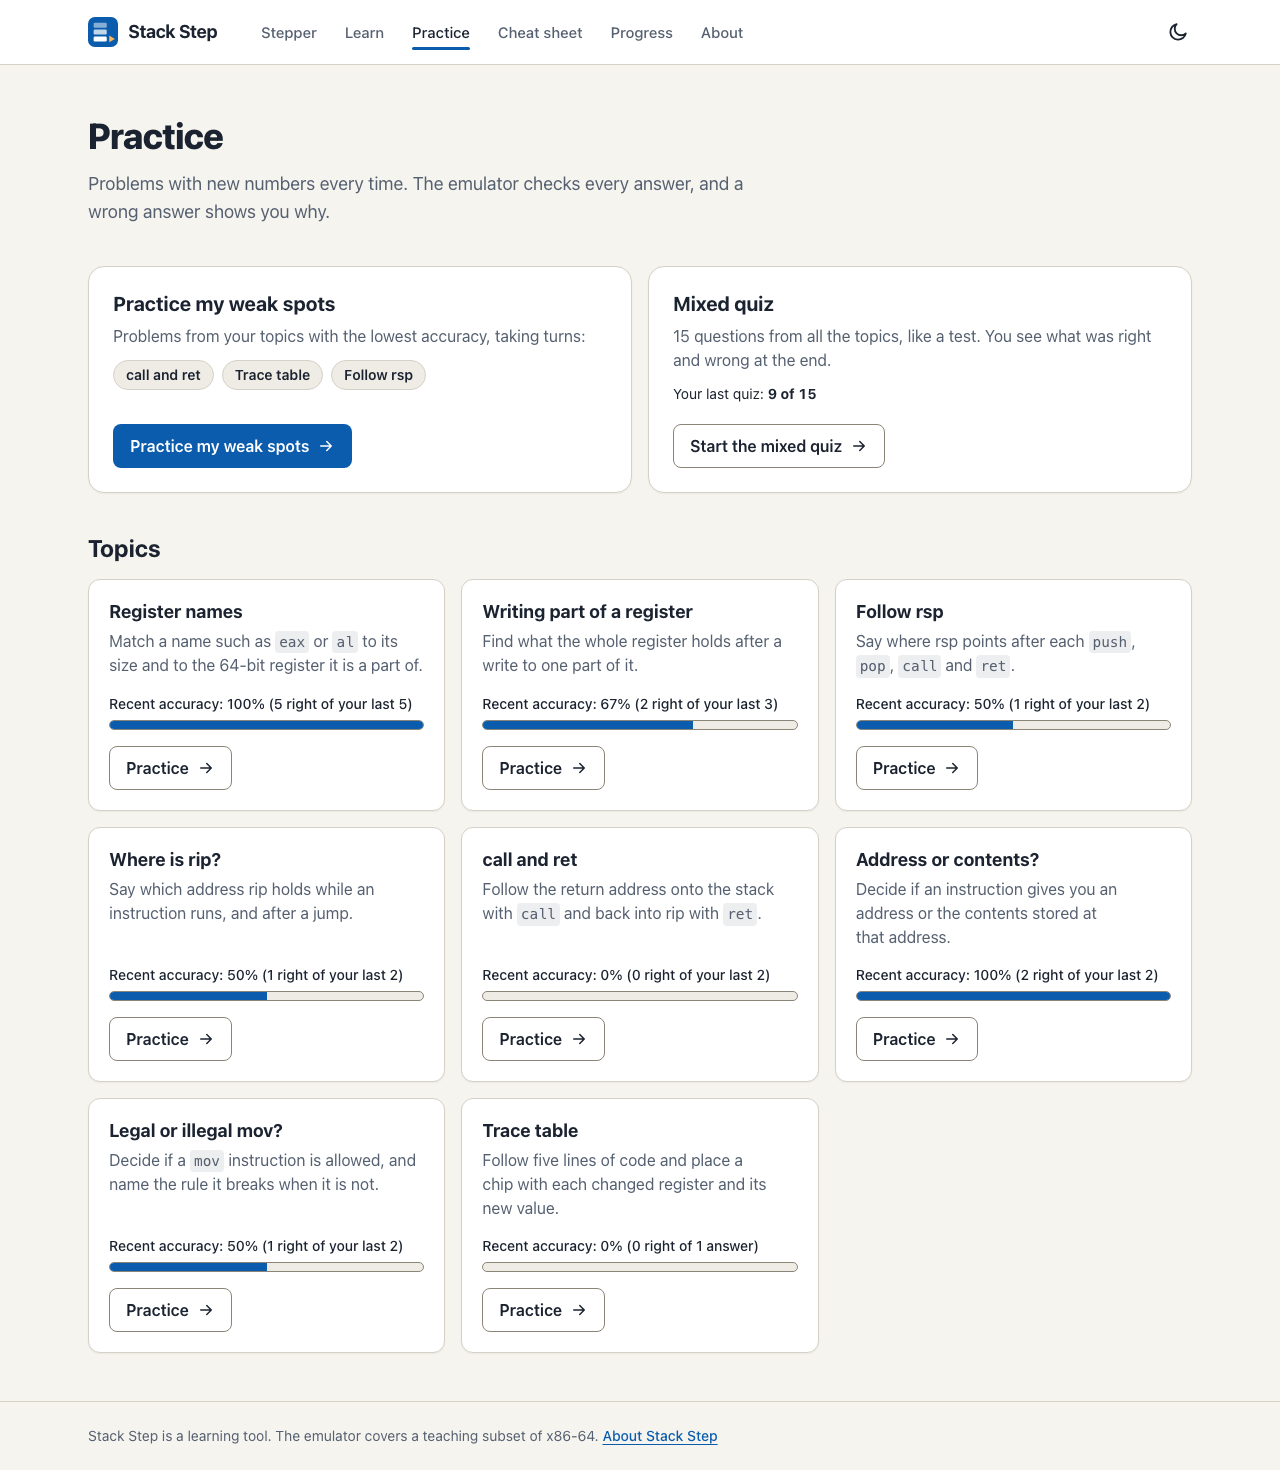 Stack Step
Stepper
Learn
Practice
Cheat sheet
Progress
About
Practice
Problems with new numbers every time. The emulator checks every answer, and a
wrong answer shows you why.
Practice my weak spots
Problems from your topics with the lowest accuracy, taking turns:
call and ret
Trace table
Follow rsp
Practice my weak spots →
Mixed quiz
15 questions from all the topics, like a test. You see what was right
and wrong at the end.
Your last quiz: 9 of 15
Start the mixed quiz →
Topics
Register names
Match a name such as eax or al to its
size and to the 64-bit register it is a part of.
Recent accuracy: 100% (5 right of your last 5)
Practice →
Writing part of a register
Find what the whole register holds after a
write to one part of it.
Recent accuracy: 67% (2 right of your last 3)
Practice →
Follow rsp
Say where rsp points after each push,
pop, call and ret.
Recent accuracy: 50% (1 right of your last 2)
Practice →
Where is rip?
Say which address rip holds while an
instruction runs, and after a jump.
Recent accuracy: 50% (1 right of your last 2)
Practice →
call and ret
Follow the return address onto the stack
with call and back into rip with ret.
Recent accuracy: 0% (0 right of your last 2)
Practice →
Address or contents?
Decide if an instruction gives you an
address or the contents stored at
that address.
Recent accuracy: 100% (2 right of your last 2)
Practice →
Legal or illegal mov?
Decide if a mov instruction is allowed, and
name the rule it breaks when it is not.
Recent accuracy: 50% (1 right of your last 2)
Practice →
Trace table
Follow five lines of code and place a
chip with each changed register and its
new value.
Recent accuracy: 0% (0 right of 1 answer)
Practice →
Stack Step is a learning tool. The emulator covers a teaching subset of x86-64. About Stack Step